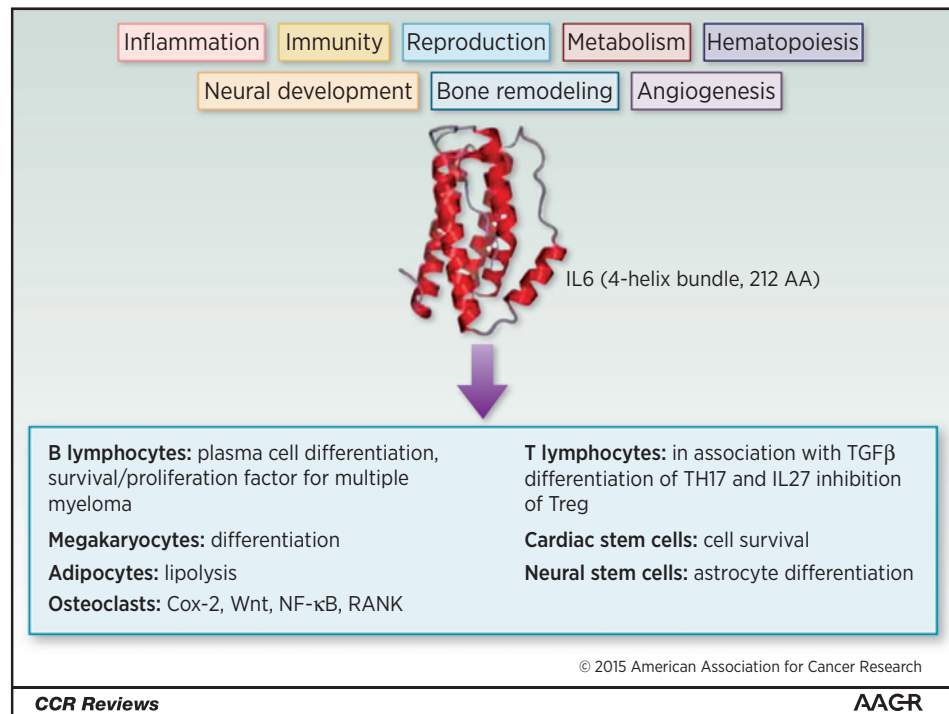 Inflammation Immunity Reproduction Metabolism Hematopoiesis
Neural development Bone remodeling Angiogenesis
IL6 (4-helix bundle, 212 AA)
B lymphocytes: plasma cell differentiation,
survival/proliferation factor for multiple
myeloma
Megakaryocytes: differentiation
Adipocytes: lipolysis
Osteoclasts: Cox-2, Wnt, NF-κB, RANK
T lymphocytes: in association with TGFβ
differentiation of TH17 and IL27 inhibition
of Treg
Cardiac stem cells: cell survival
Neural stem cells: astrocyte differentiation
© 2015 American Association for Cancer Research
CCR Reviews
AACR